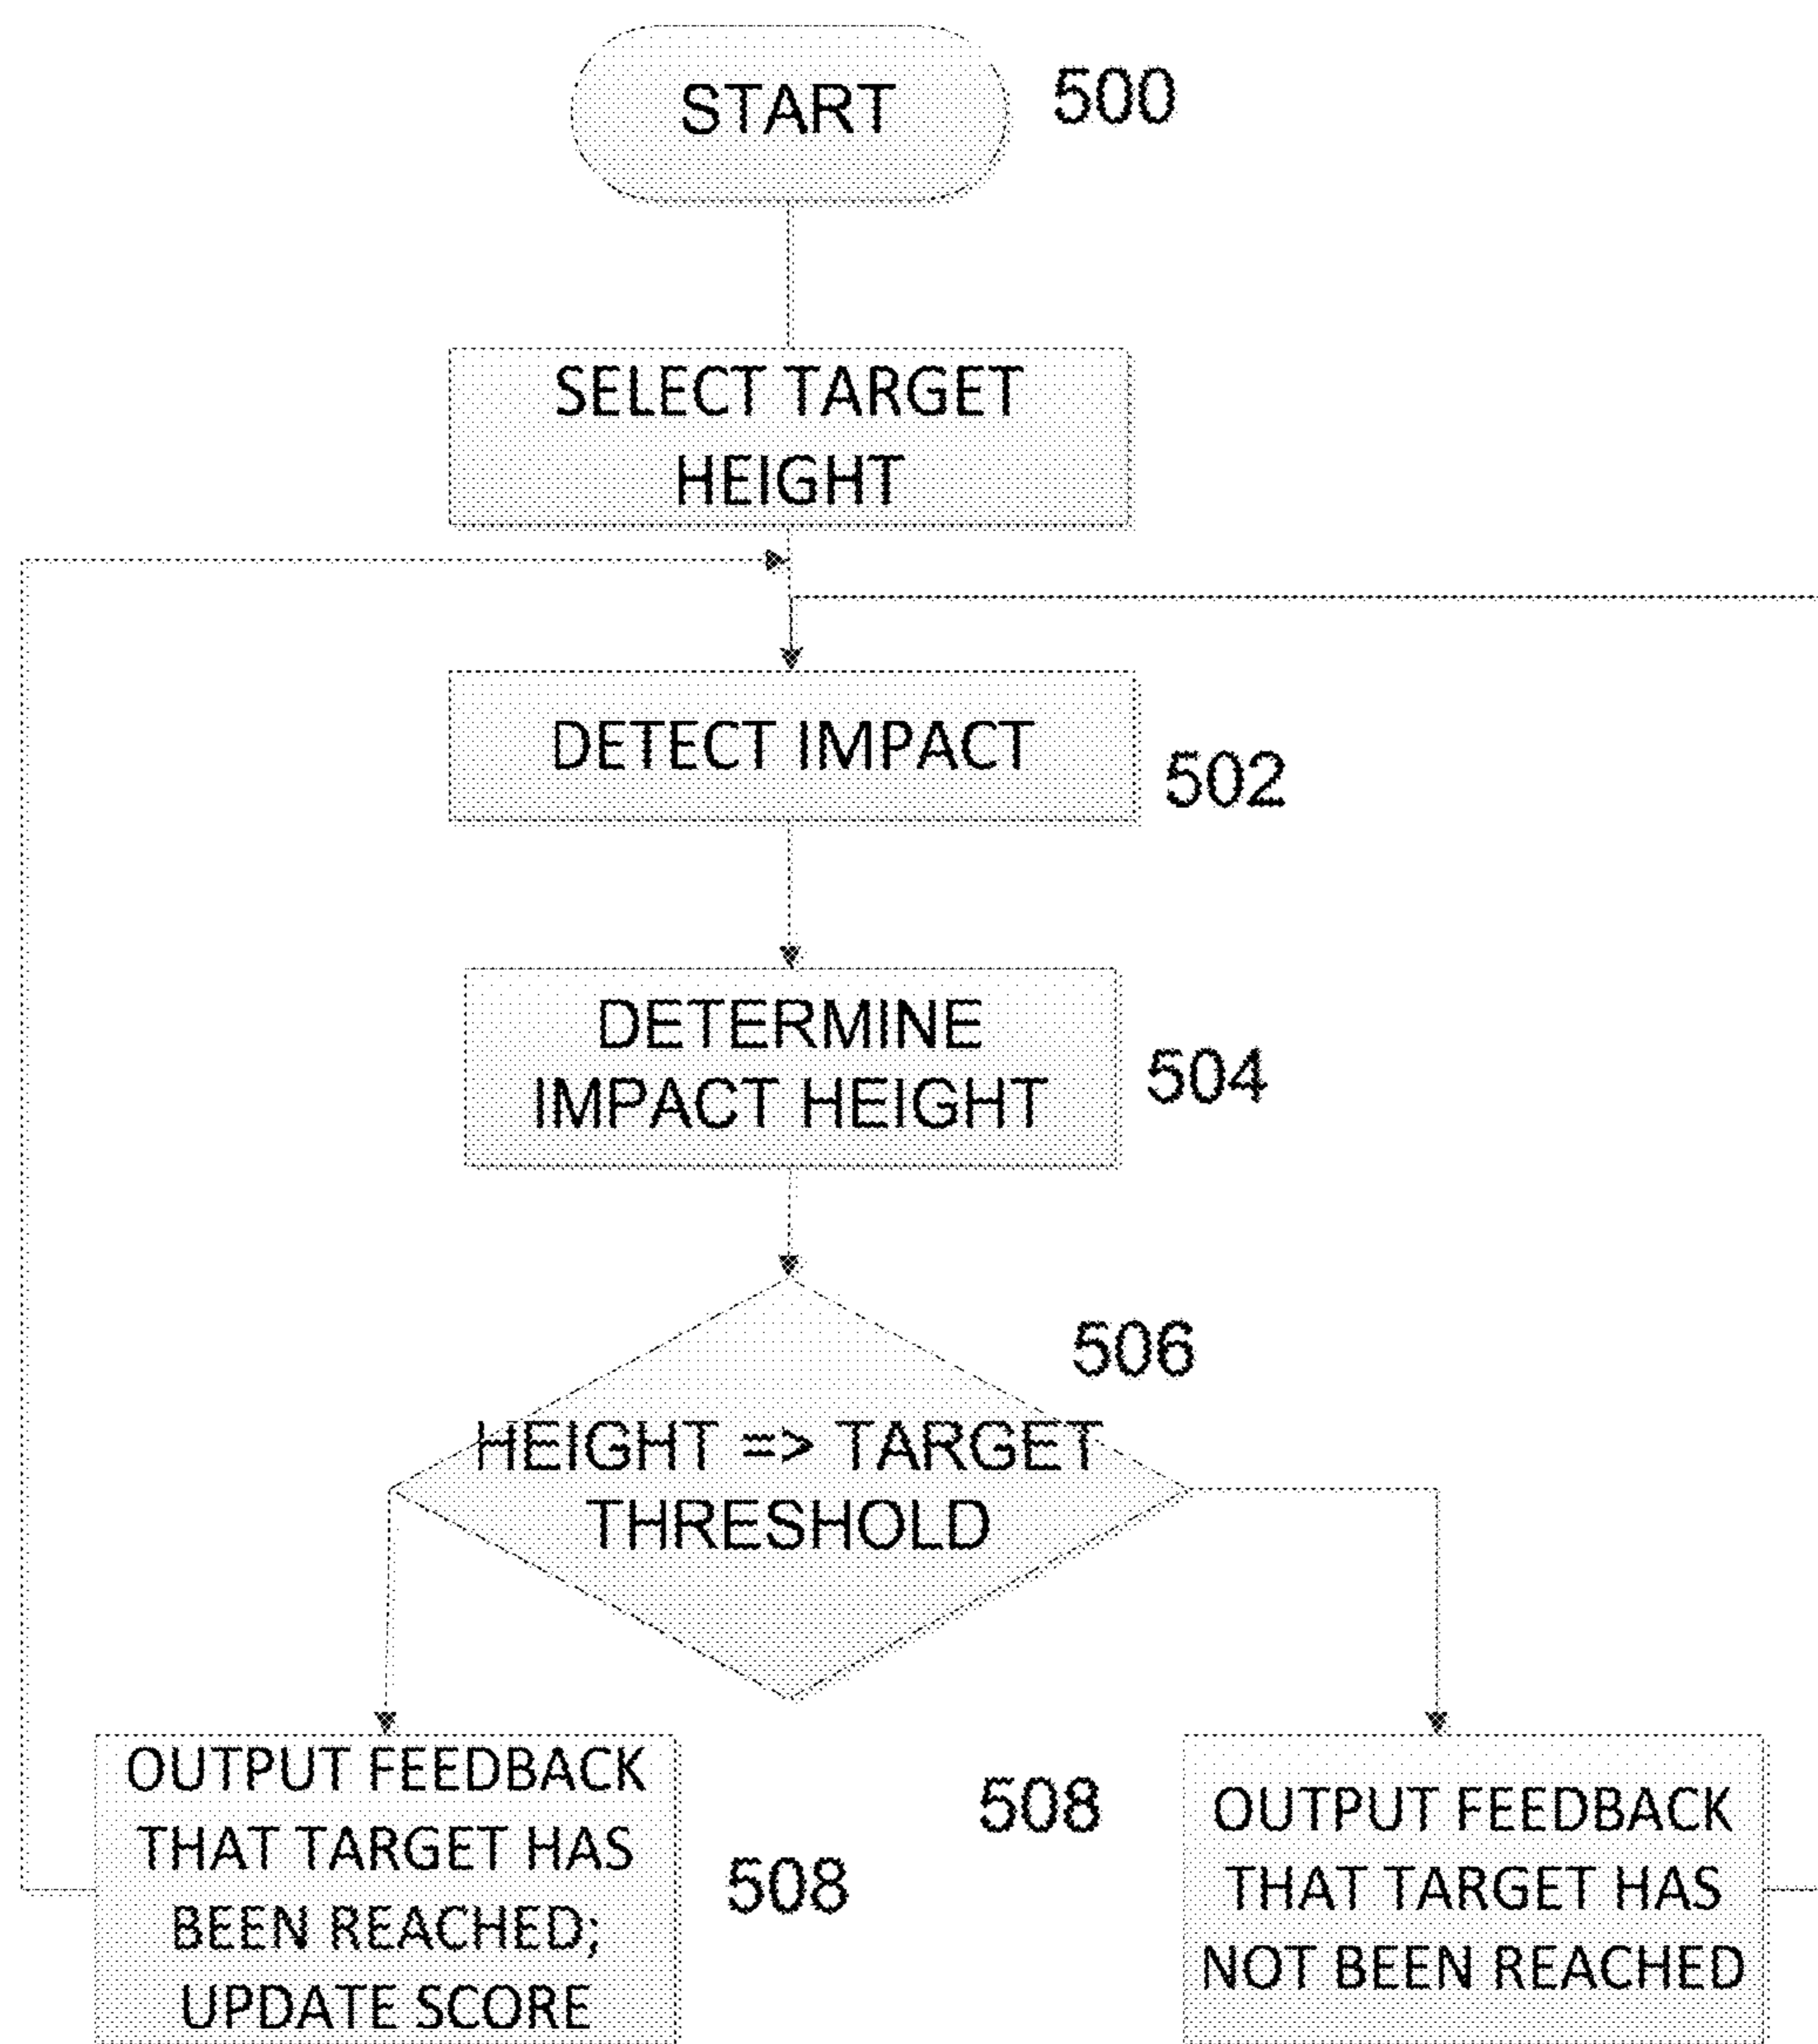 START
500
SELECT TARGET
HEIGHT
DETECT IMPACT
502
DETERMINE
IMPACT HEIGHT
504
506
HEIGHT => TARGET
THRESHOLD
OUTPUT FEEDBACK
THAT TARGET HAS
BEEN REACHED;
UPDATE SCORE
508
508
OUTPUT FEEDBACK
THAT TARGET HAS
NOT BEEN REACHED